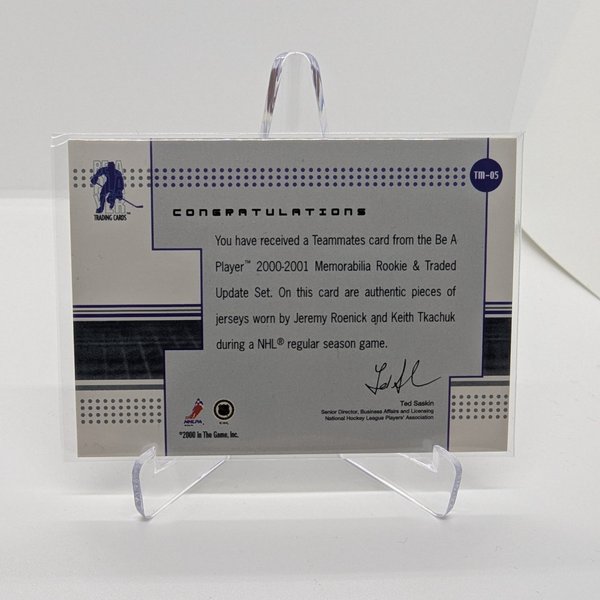 BE A
PLAYER
TRADING CARDS™
TM-05
CONGRATULATIONS
You have received a Teammates card from the Be A
Player™ 2000-2001 Memorabilia Rookie & Traded
Update Set. On this card are authentic pieces of
jerseys worn by Jeremy Roenick and Keith Tkachuk
during a NHL® regular season game.
Ted Saskin
Senior Director, Business Affairs and Licensing
National Hockey League Players' Association
NHLPA
©2000 In The Game, Inc.